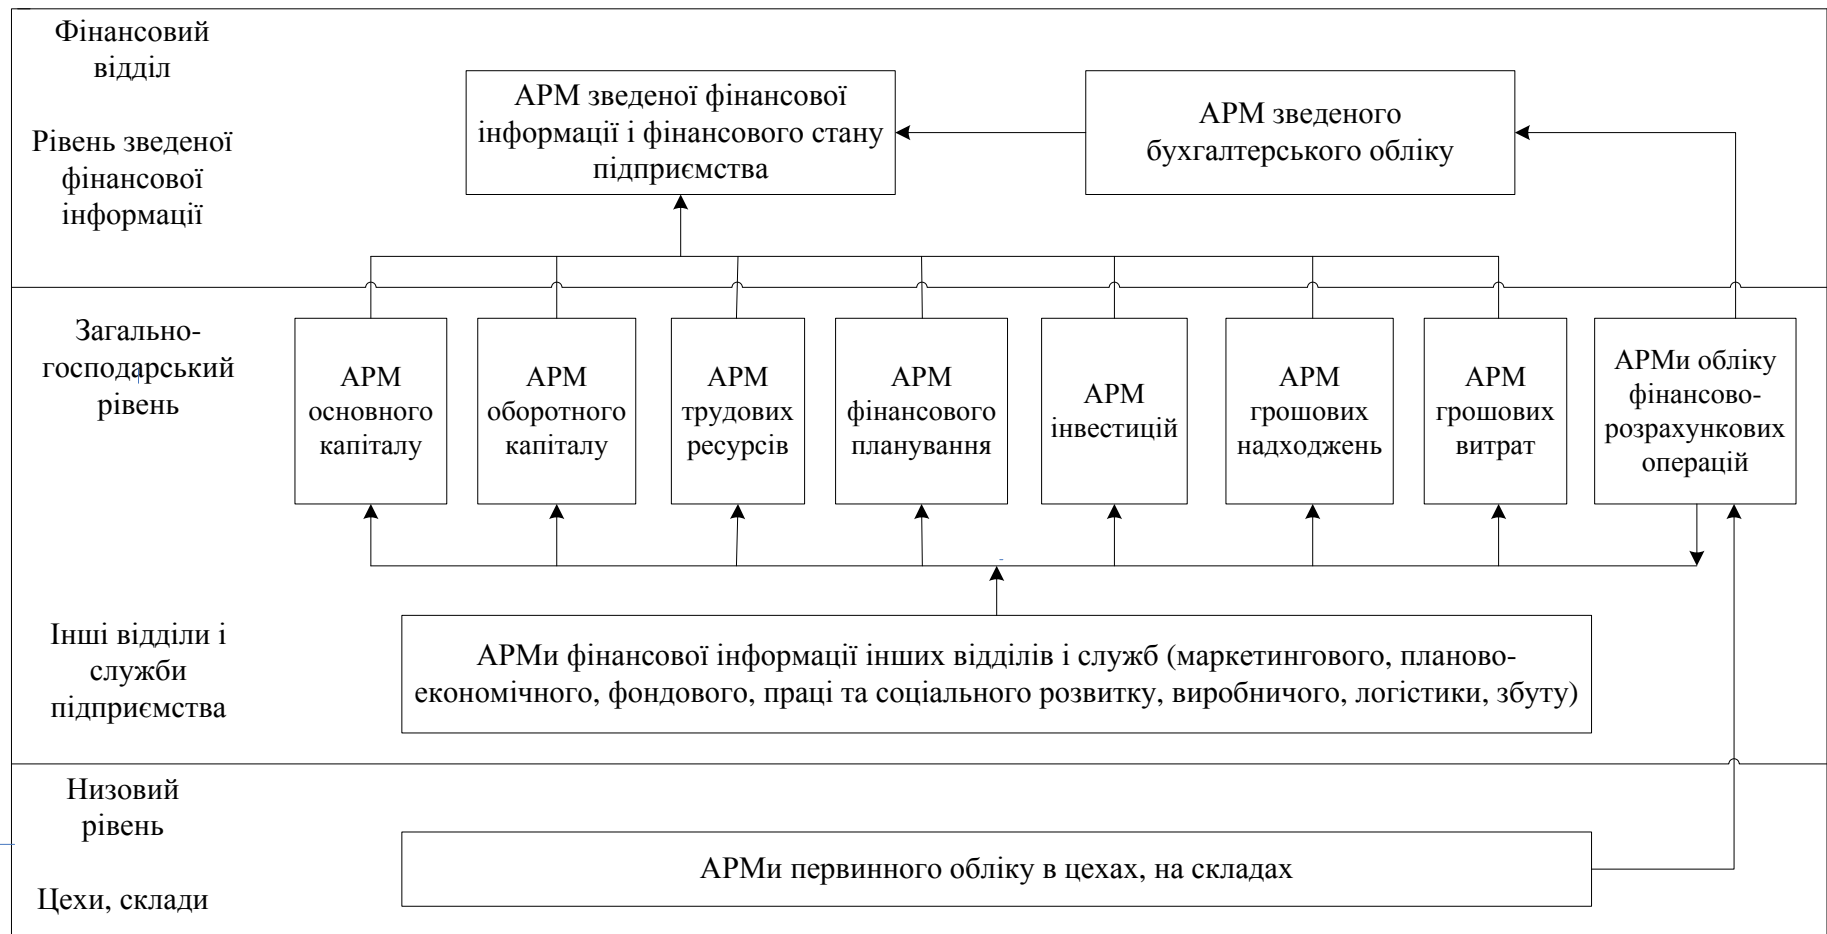 Фінансовий
відділ
Рівень зведеної
фінансової
інформації
АРМ зведеної фінансової
інформації і фінансового стану
підприємства
АРМ зведеного
бухгалтерського обліку
Загально-
господарський
рівень
АРМ
основного
капіталу
АРМ
оборотного
капіталу
АРМ
трудових
ресурсів
АРМ
фінансового
планування
АРМ
інвестицій
АРМ
грошових
надходжень
АРМ
грошових
витрат
АРМи обліку
фінансово-
розрахункових
операцій
Інші відділи і
служби
підприємства
АРМи фінансової інформації інших відділів і служб (маркетингового, планово-
економічного, фондового, праці та соціального розвитку, виробничого, логістики, збуту)
Низовий
рівень
Цехи, склади
АРМи первинного обліку в цехах, на складах